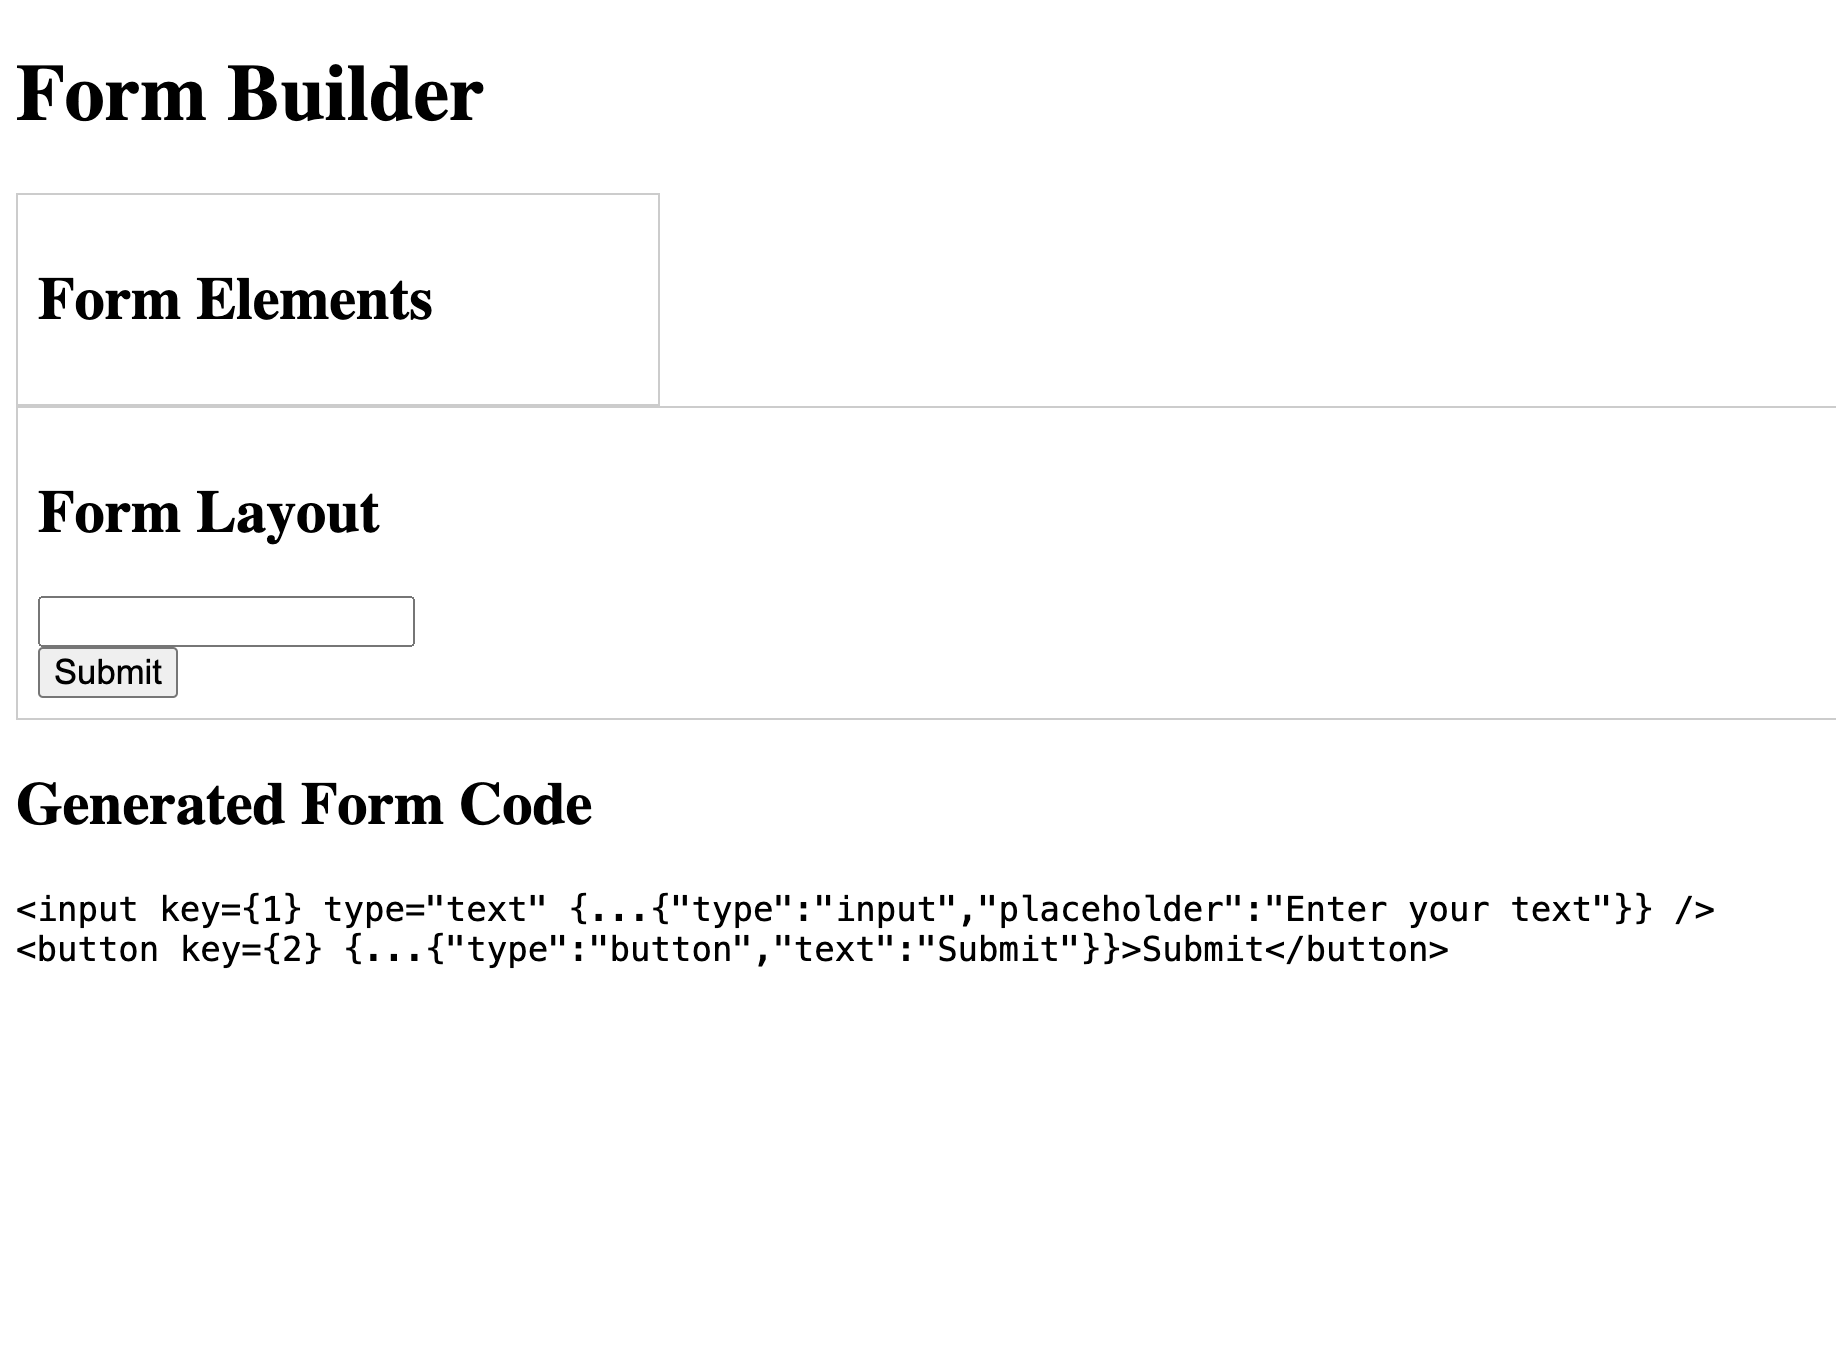 Form Builder
Form Elements
Form Layout
Submit
Generated Form Code
<input key={1} type="text" {...{"type":"input","placeholder":"Enter your text"}} />
<button key={2} {...{"type":"button","text":"Submit"}}>Submit</button>